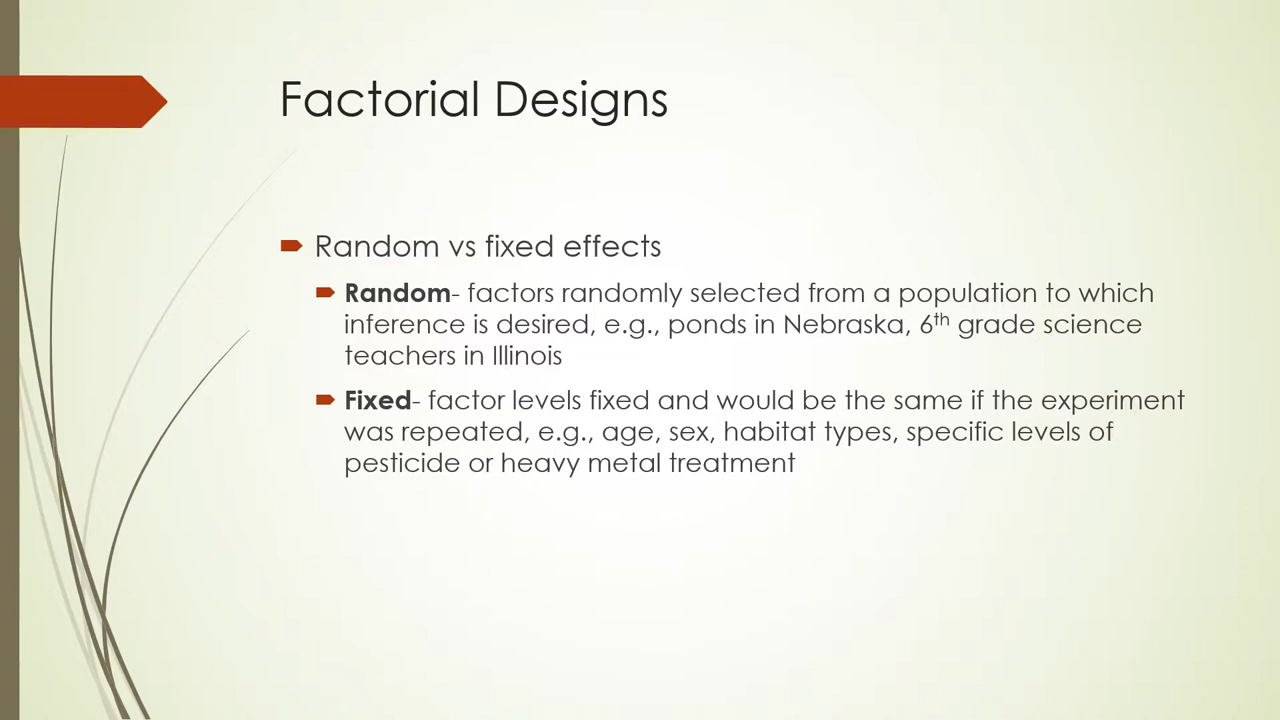 Factorial Designs
Random vs fixed effects
Random- factors randomly selected from a population to which
inference is desired, e.g., ponds in Nebraska, 6th grade science
teachers in Illinois
Fixed- factor levels fixed and would be the same if the experiment
was repeated, e.g., age, sex, habitat types, specific levels of
pesticide or heavy metal treatment